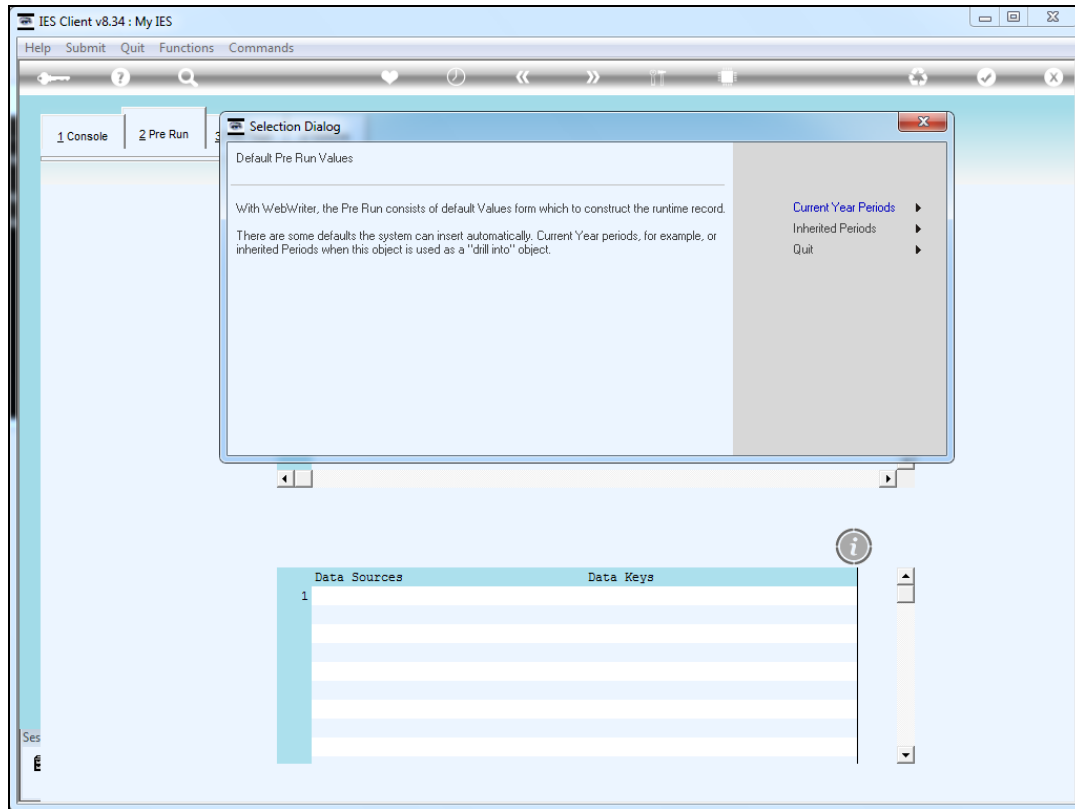 IES Client v8.34 : My IES
Help Submit Quit Functions Commands
1 Console 2 Pre Run 3
Selection Dialog
Default Pre Run Values
With WebWriter, the Pre Run consists of default Values form which to construct the runtime record.
There are some defaults the system can insert automatically. Current Year periods, for example, or
inherited Periods when this object is used as a "drill into" object.
Current Year Periods
Inherited Periods
Quit
Data Sources Data Keys
1
Ses